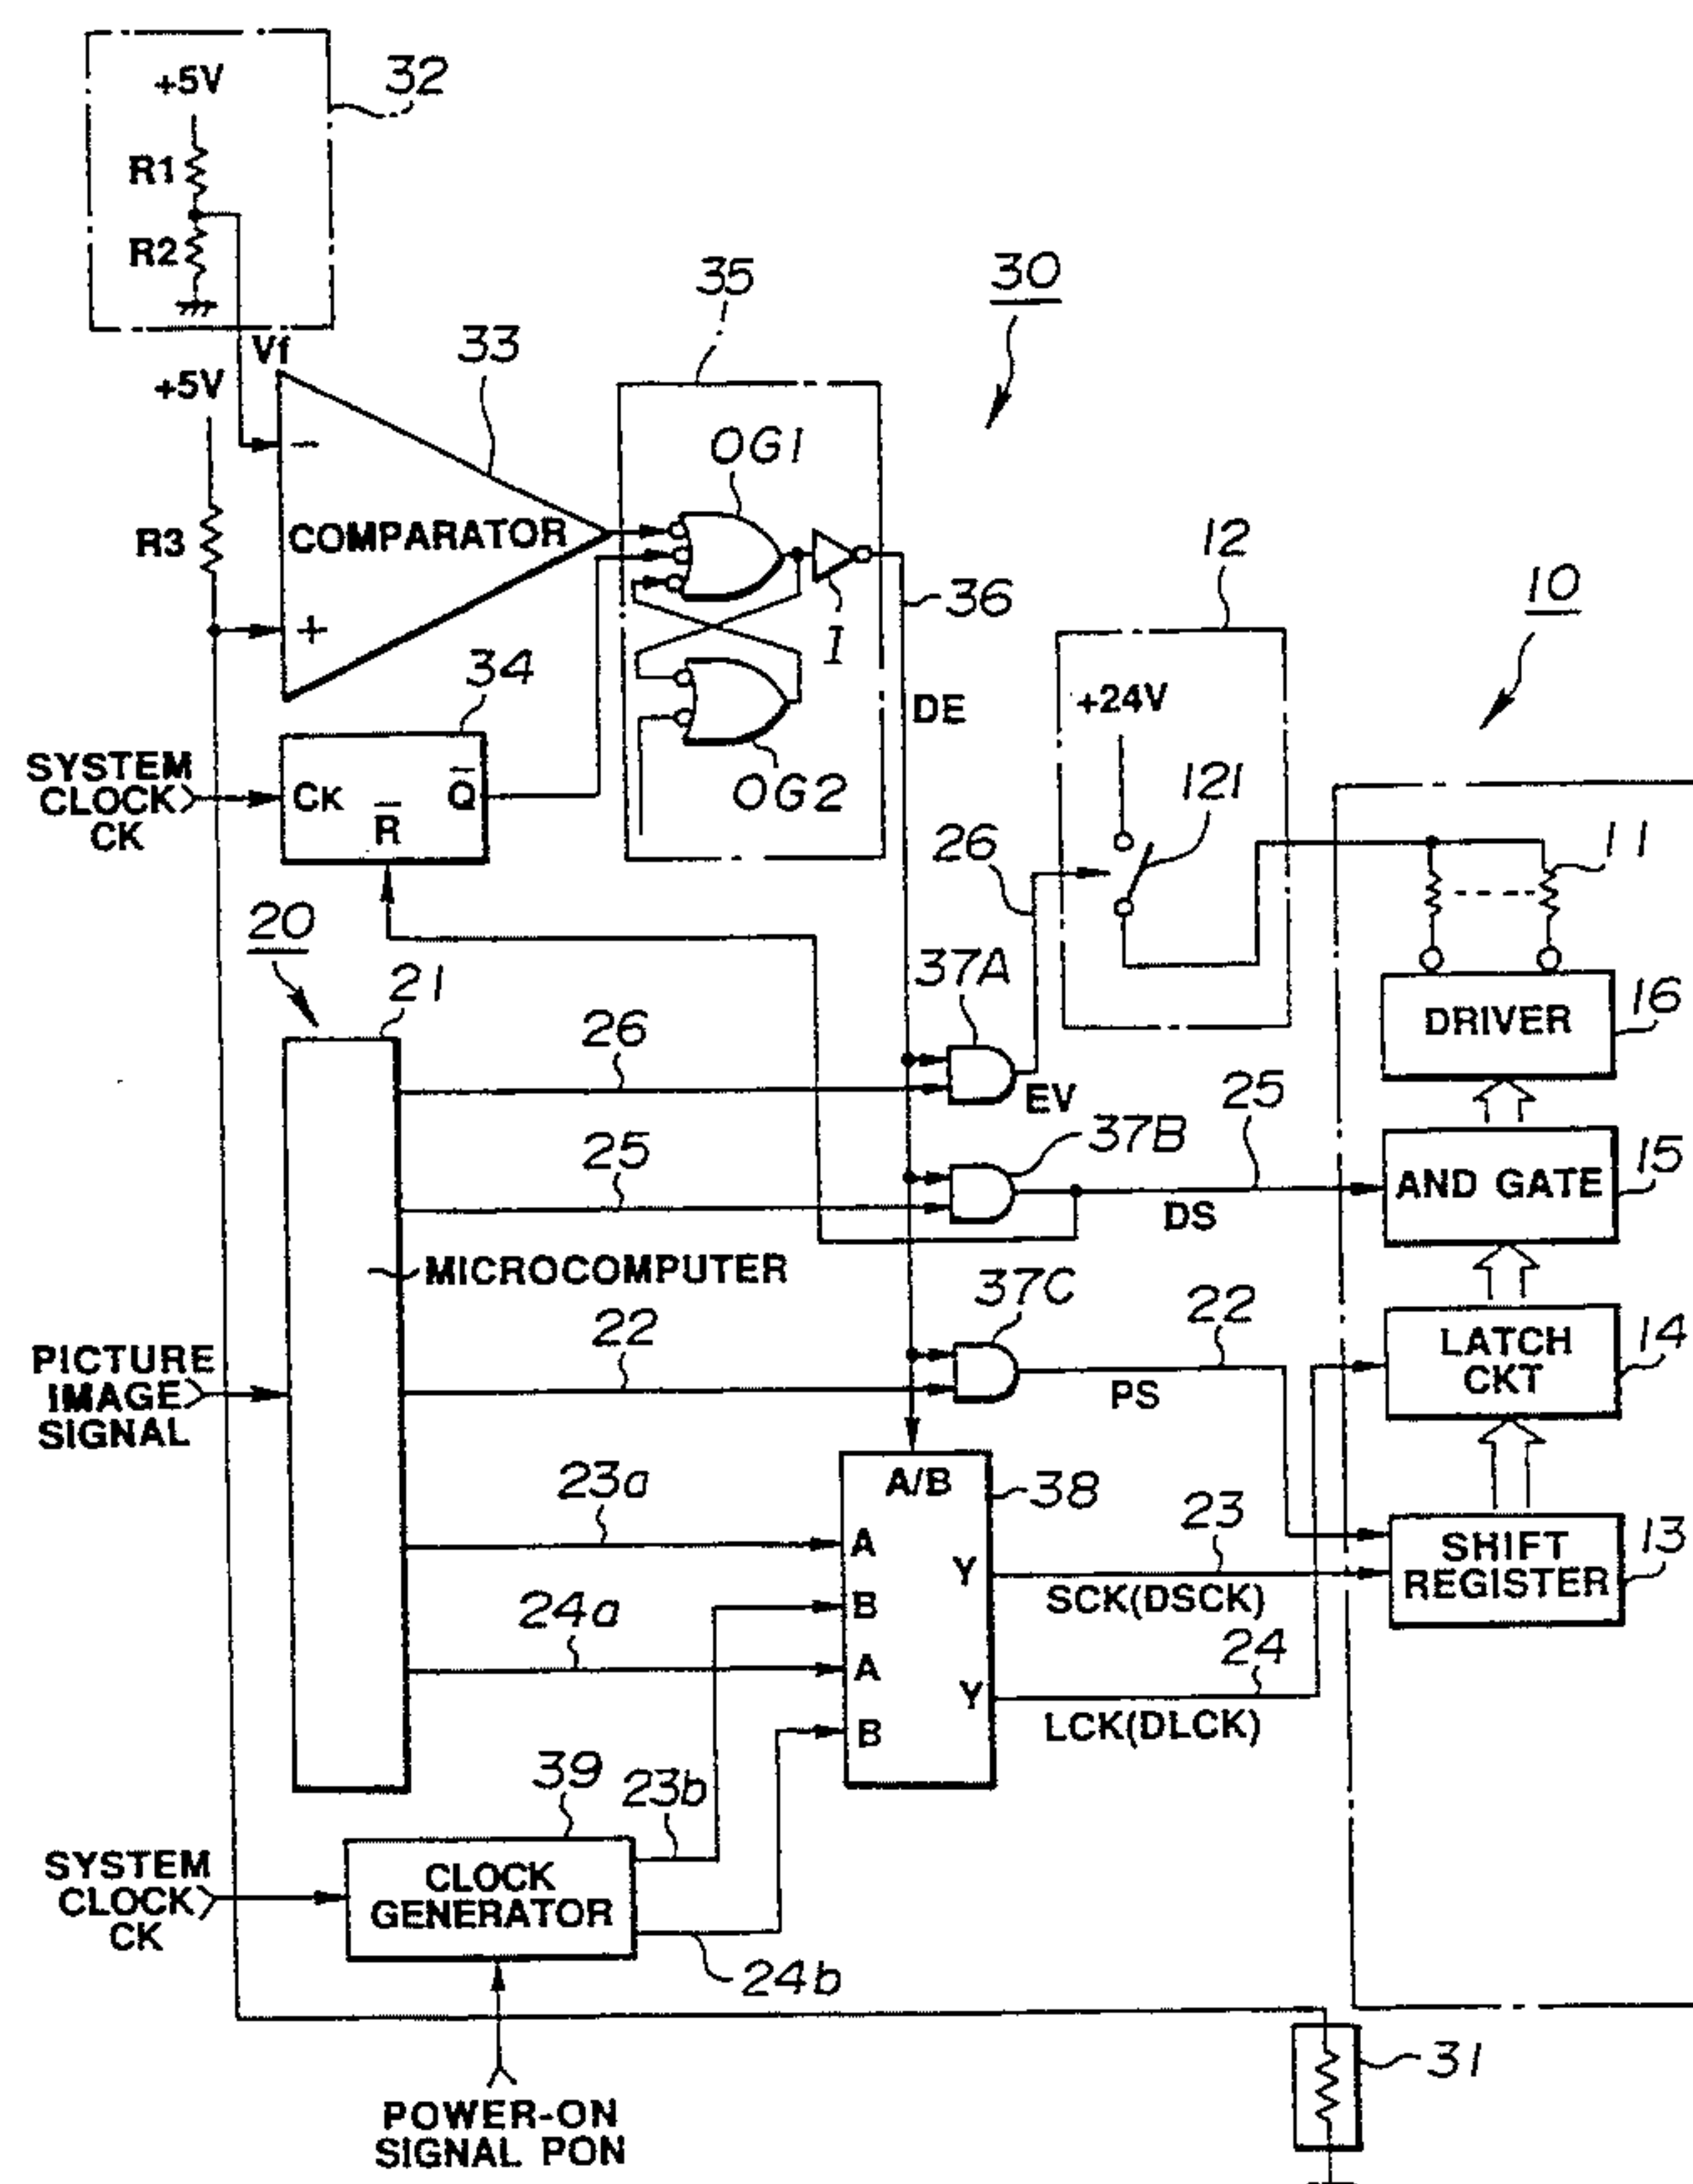 +5V
32
R1
R2
30
35
Vf
33
+5V
OG1
12
R3
COMPARATOR
−
+
10
36
I
34
+24V
DE
SYSTEM
CLOCK
CK
CK
Q̅
R̅
OG2
121
11
26
20
37A
21
16
DRIVER
26
EV
25
37B
25
15
AND GATE
DS
MICROCOMPUTER
37C
22
22
14
LATCH
CKT
PICTURE
IMAGE
SIGNAL
PS
23a
A/B
38
23
13
A
Y
SHIFT
REGISTER
B
SCK(DSCK)
24a
24
A
Y
B
LCK(DLCK)
39
23b
SYSTEM
CLOCK
CK
CLOCK
GENERATOR
24b
31
POWER-ON
SIGNAL PON